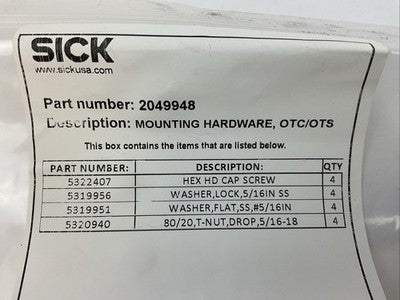 SICK
www.sickusa.com
Part number: 2049948
Description: MOUNTING HARDWARE, OTC/OTS
This box contains the items that are listed below.
PART NUMBER: DESCRIPTION: QTY
5322407 HEX HD CAP SCREW 4
5319956 WASHER,LOCK,5/16IN SS 4
5319951 WASHER,FLAT,SS,#5/16IN 4
5320940 80/20,T-NUT,DROP,5/16-18 4